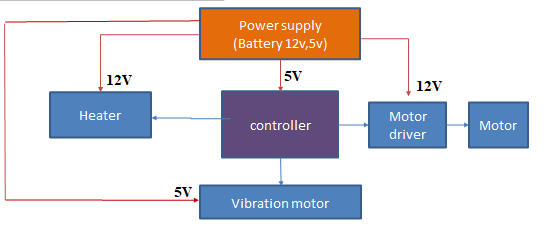 Power supply
(Battery 12v,5v)
12V
5V
12V
Heater
controller
Motor
driver
Motor
5V
Vibration motor